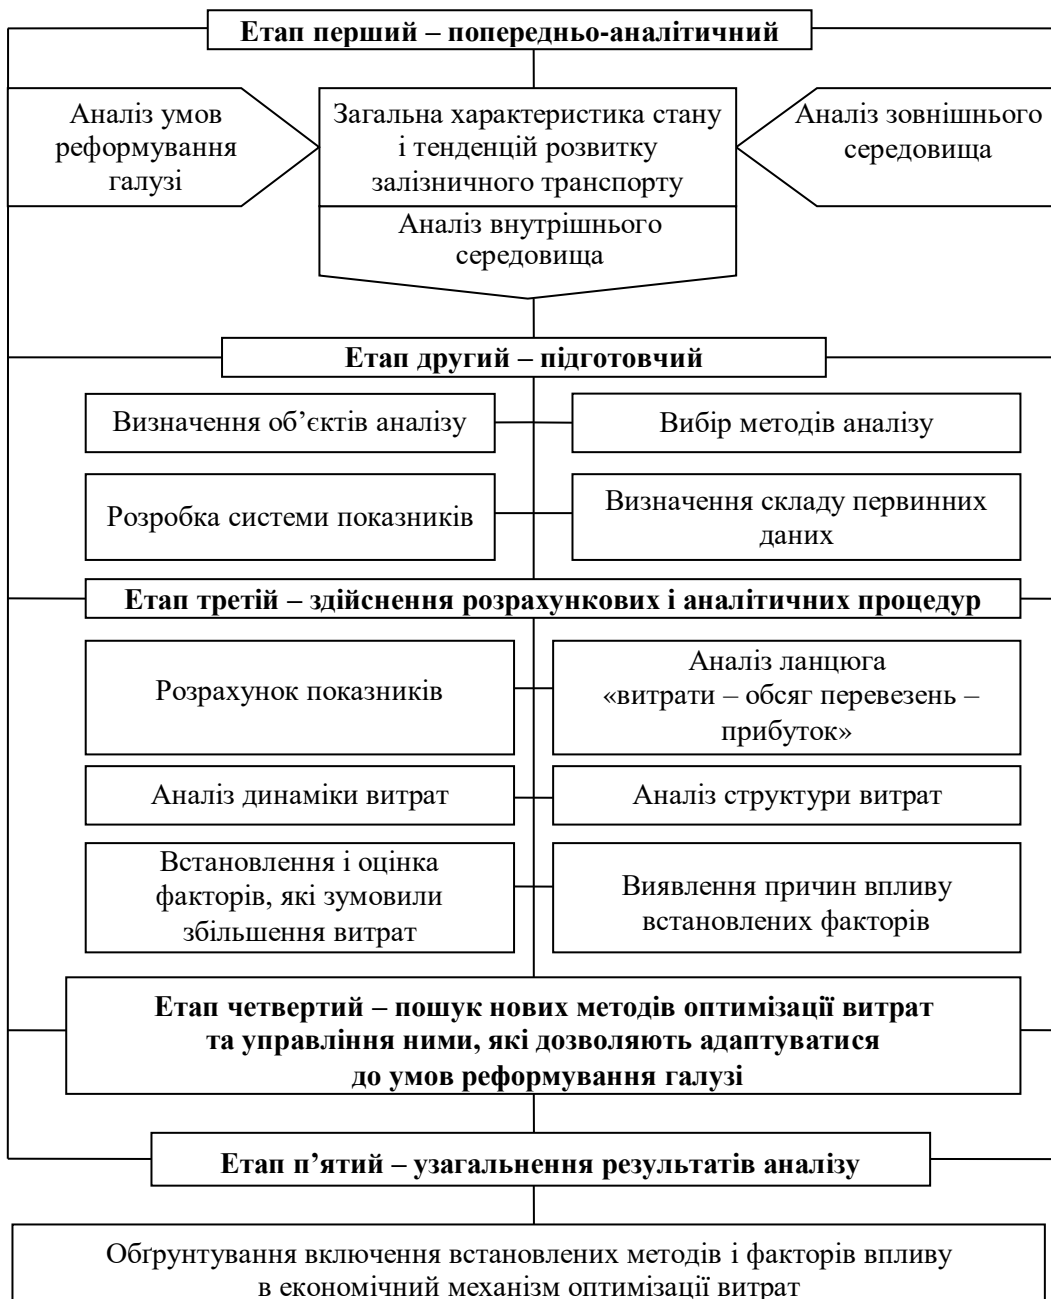 Етап перший – попередньо-аналітичний
Аналіз умов
реформування
галузі
Загальна характеристика стану
і тенденцій розвитку
залізничного транспорту
Аналіз зовнішнього
середовища
Аналіз внутрішнього
середовища
Етап другий – підготовчий
Визначення об’єктів аналізу
Вибір методів аналізу
Розробка системи показників
Визначення складу первинних
даних
Етап третій – здійснення розрахункових і аналітичних процедур
Розрахунок показників
Аналіз ланцюга
«витрати – обсяг перевезень –
прибуток»
Аналіз динаміки витрат
Аналіз структури витрат
Встановлення і оцінка
факторів, які зумовили
збільшення витрат
Виявлення причин впливу
встановлених факторів
Етап четвертий – пошук нових методів оптимізації витрат
та управління ними, які дозволяють адаптуватися
до умов реформування галузі
Етап п’ятий – узагальнення результатів аналізу
Обґрунтування включення встановлених методів і факторів впливу
в економічний механізм оптимізації витрат